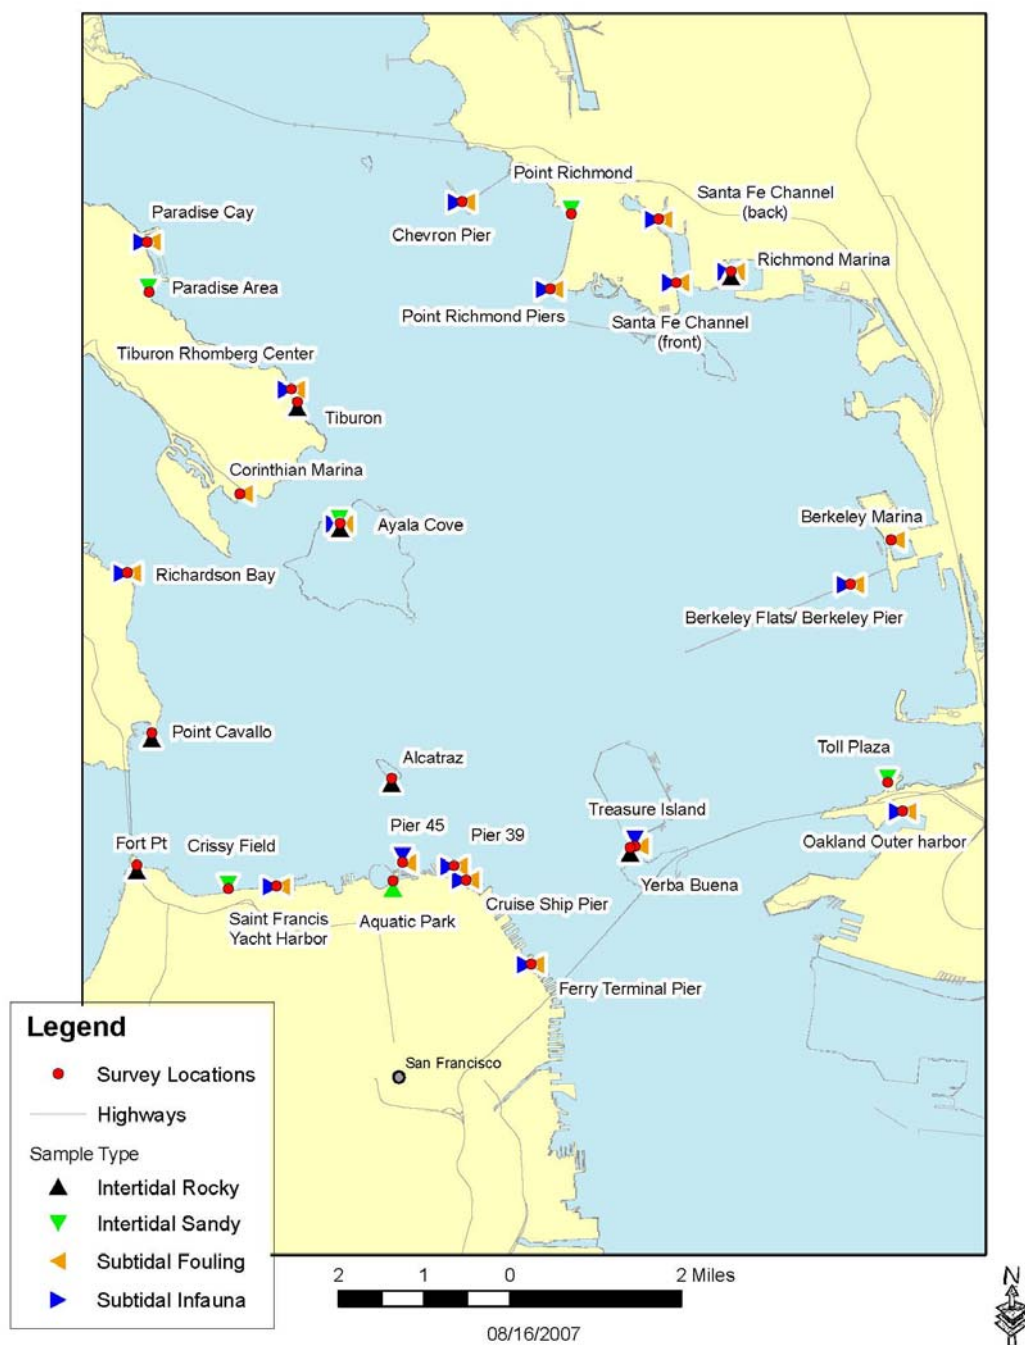 Point Richmond
Santa Fe Channel
(back)
Paradise Cay
Chevron Pier
Richmond Marina
Paradise Area
Point Richmond Piers
Santa Fe Channel
(front)
Tiburon Rhomberg Center
Tiburon
Corinthian Marina
Ayala Cove
Berkeley Marina
Richardson Bay
Berkeley Flats/ Berkeley Pier
Point Cavallo
Alcatraz
Toll Plaza
Treasure Island
Pier 45
Pier 39
Fort Pt
Crissy Field
Oakland Outer harbor
Yerba Buena
Cruise Ship Pier
Saint Francis
Yacht Harbor
Aquatic Park
Ferry Terminal Pier
San Francisco
Legend
Survey Locations
Highways
Sample Type
Intertidal Rocky
Intertidal Sandy
Subtidal Fouling
Subtidal Infauna
2 1 0 2 Miles
08/16/2007
N